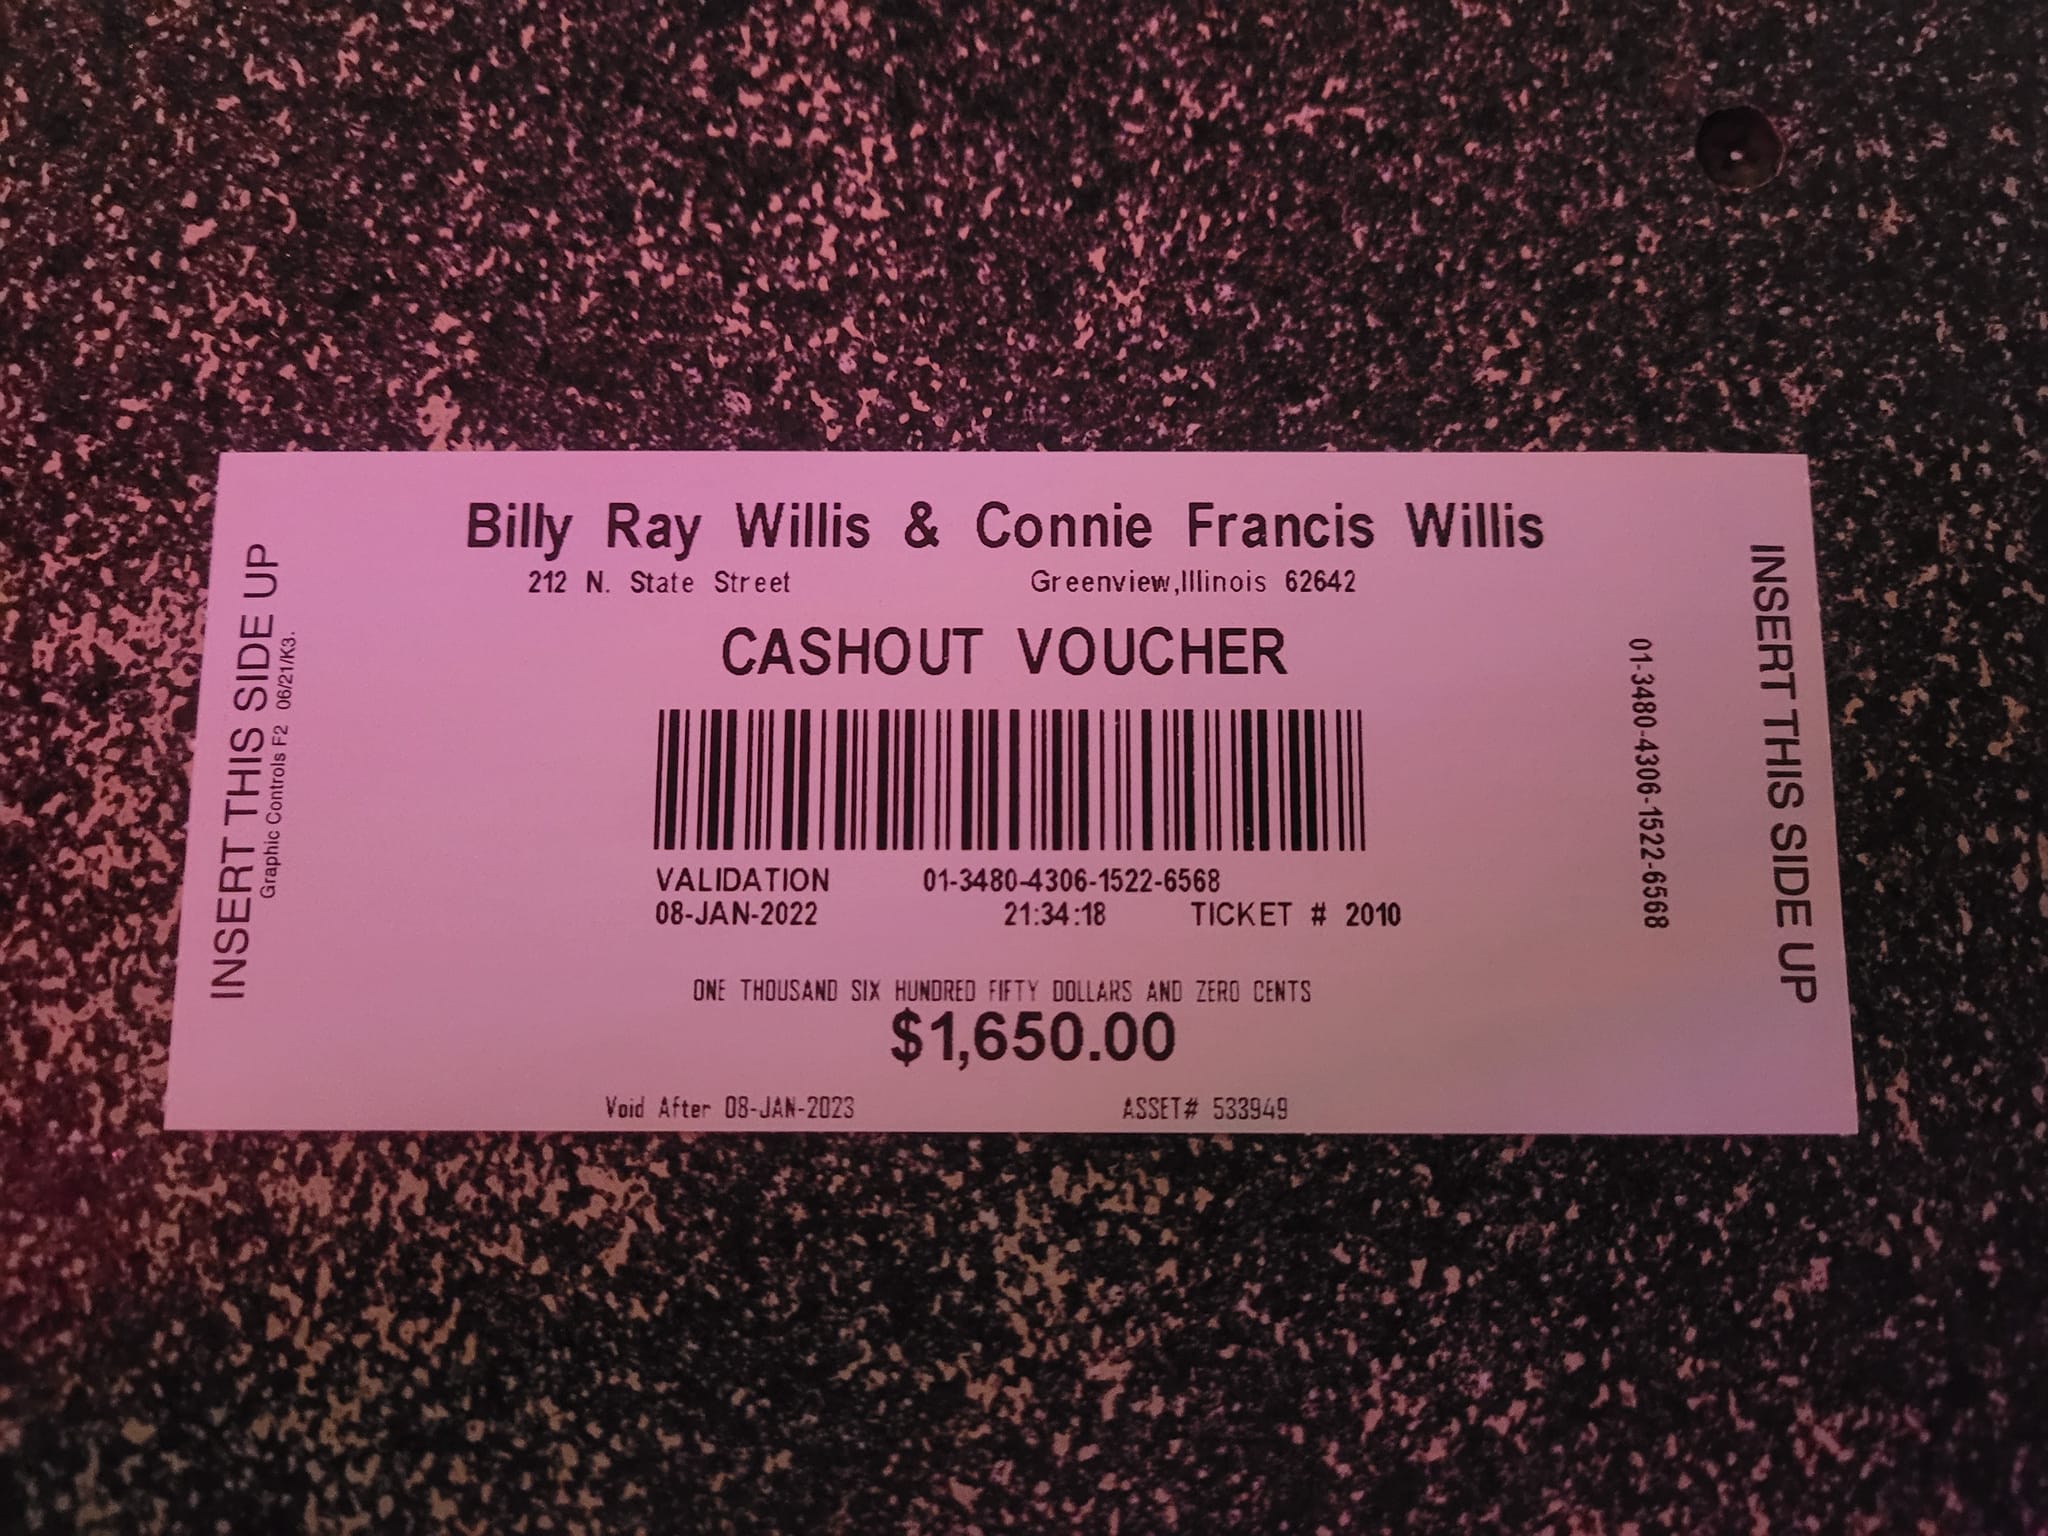 Billy Ray Willis & Connie Francis Willis
212 N. State Street Greenview,Illinois 62642
CASHOUT VOUCHER
VALIDATION 01-3480-4306-1522-6568
08-JAN-2022 21:34:18 TICKET # 2010
ONE THOUSAND SIX HUNDRED FIFTY DOLLARS AND ZERO CENTS
$1,650.00
Void After 08-JAN-2023 ASSET# 533949
INSERT THIS SIDE UP
Graphic Controls F2 06/21/K3.
01-3480-4306-1522-6568
INSERT THIS SIDE UP